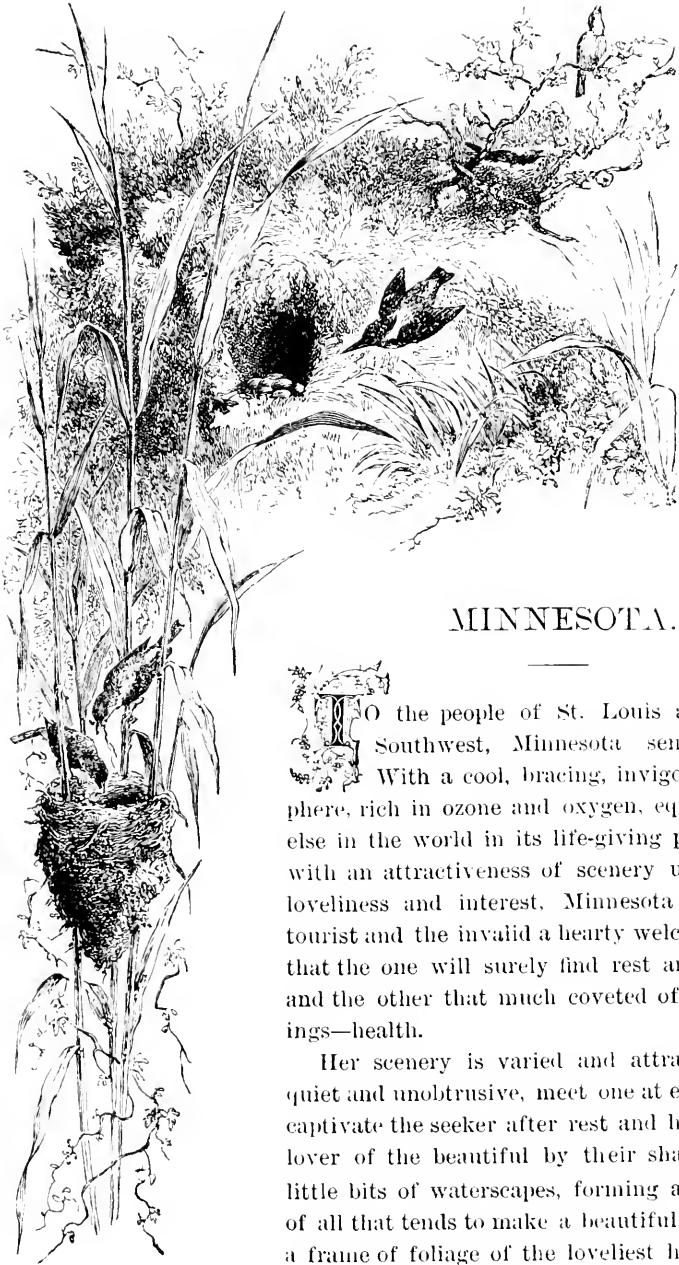 MINNESOTA.
TO the people of St. Louis a
Southwest, Minnesota sen
With a cool, bracing, invigo
phere, rich in ozone and oxygen, eq
else in the world in its life-giving p
with an attractiveness of scenery u
loveliness and interest, Minnesota
tourist and the invalid a hearty welc
that the one will surely find rest an
and the other that much coveted of
ings—health.
Her scenery is varied and attra
quiet and unobtrusive, meet one at e
captivate the seeker after rest and h
lover of the beautiful by their sha
little bits of waterscapes, forming a
of all that tends to make a beautiful
a frame of foliage of the loveliest h